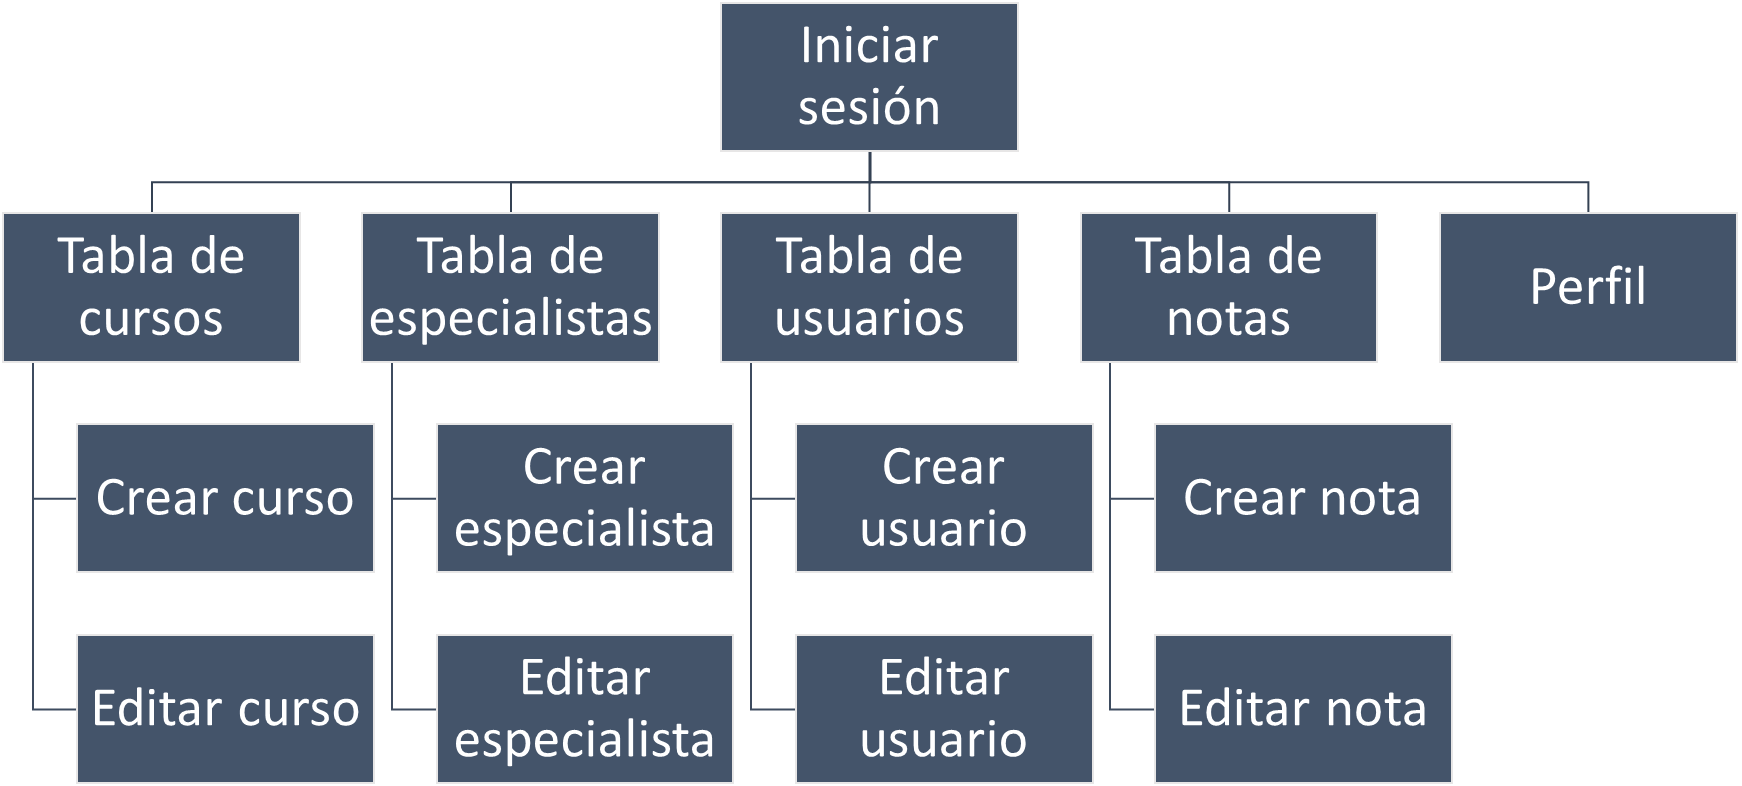 Iniciar
sesión
Tabla de
cursos
Tabla de
especialistas
Tabla de
usuarios
Tabla de
notas
Perfil
Crear curso
Crear
especialista
Crear
usuario
Crear nota
Editar curso
Editar
especialista
Editar
usuario
Editar nota